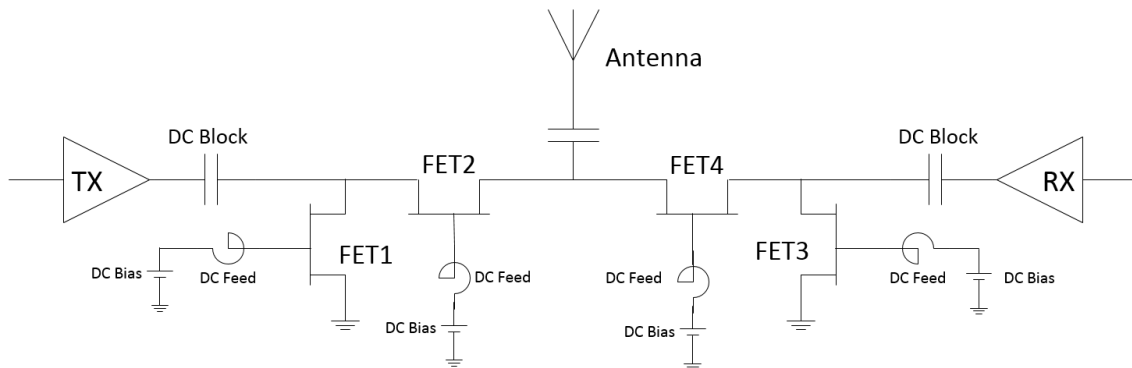 Antenna
DC Block
DC Block
FET2
FET4
TX
RX
FET1
FET3
DC Bias
DC Feed
DC Feed
DC Feed
DC Feed
DC Bias
DC Bias
DC Bias